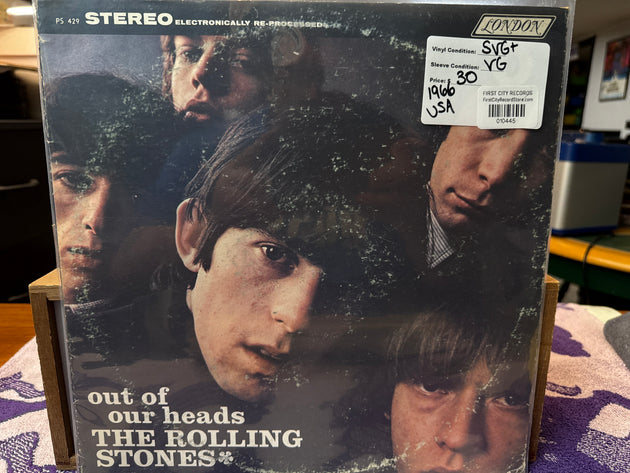 PS 429 STEREO ELECTRONICALLY RE-PROCESSED
LONDON
Vinyl Condition: SVG+
Sleeve Condition: VG
Price: $ 30
1966
USA
FIRST CITY RECORDS
FirstCityRecordStore.com
010445
out of
our heads
THE ROLLING
STONES